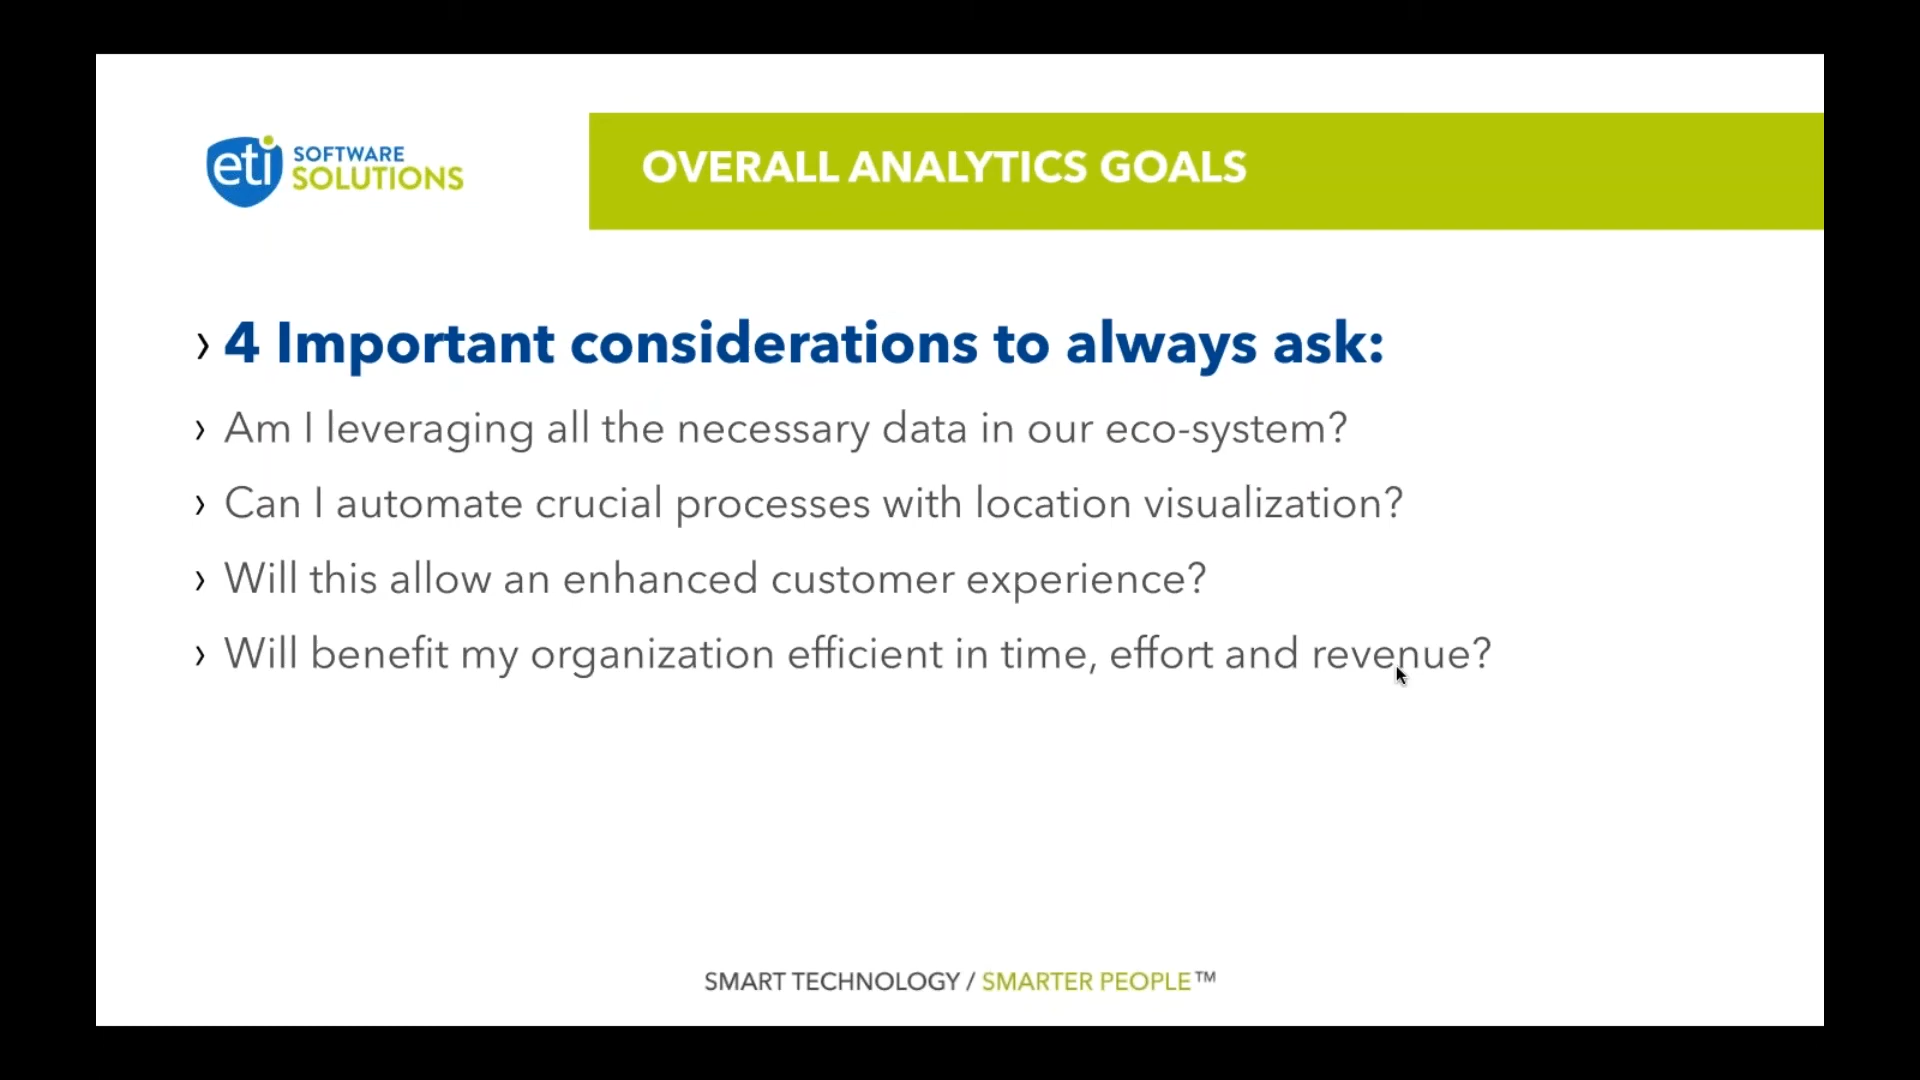 eti SOFTWARE
SOLUTIONS
OVERALL ANALYTICS GOALS
› 4 Important considerations to always ask:
› Am I leveraging all the necessary data in our eco-system?
› Can I automate crucial processes with location visualization?
› Will this allow an enhanced customer experience?
› Will benefit my organization efficient in time, effort and revenue?
SMART TECHNOLOGY / SMARTER PEOPLE™